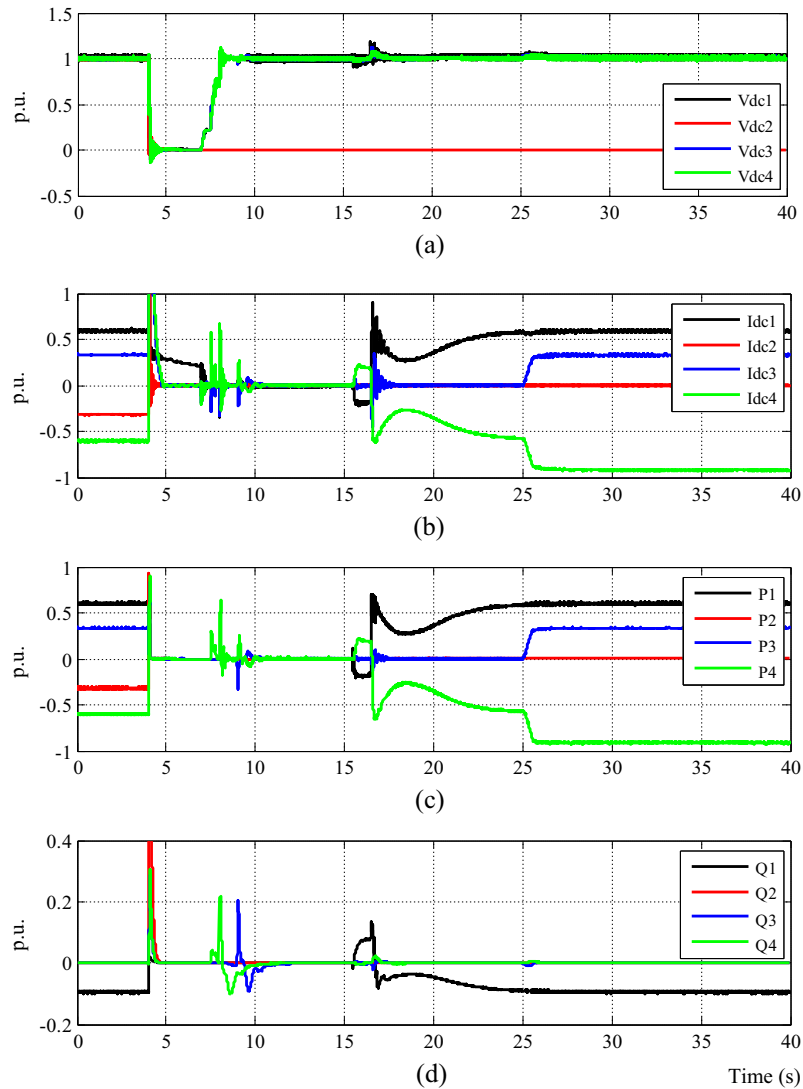 1.5
1
0.5
0
-0.5
p.u.
Vdc1
Vdc2
Vdc3
Vdc4
0 5 10 15 20 25 30 35 40
(a)
1
0.5
0
-0.5
-1
p.u.
Idc1
Idc2
Idc3
Idc4
0 5 10 15 20 25 30 35 40
(b)
1
0.5
0
-0.5
-1
p.u.
P1
P2
P3
P4
0 5 10 15 20 25 30 35 40
(c)
0.4
0.2
0
-0.2
p.u.
Q1
Q2
Q3
Q4
0 5 10 15 20 25 30 35 40
(d)
Time (s)